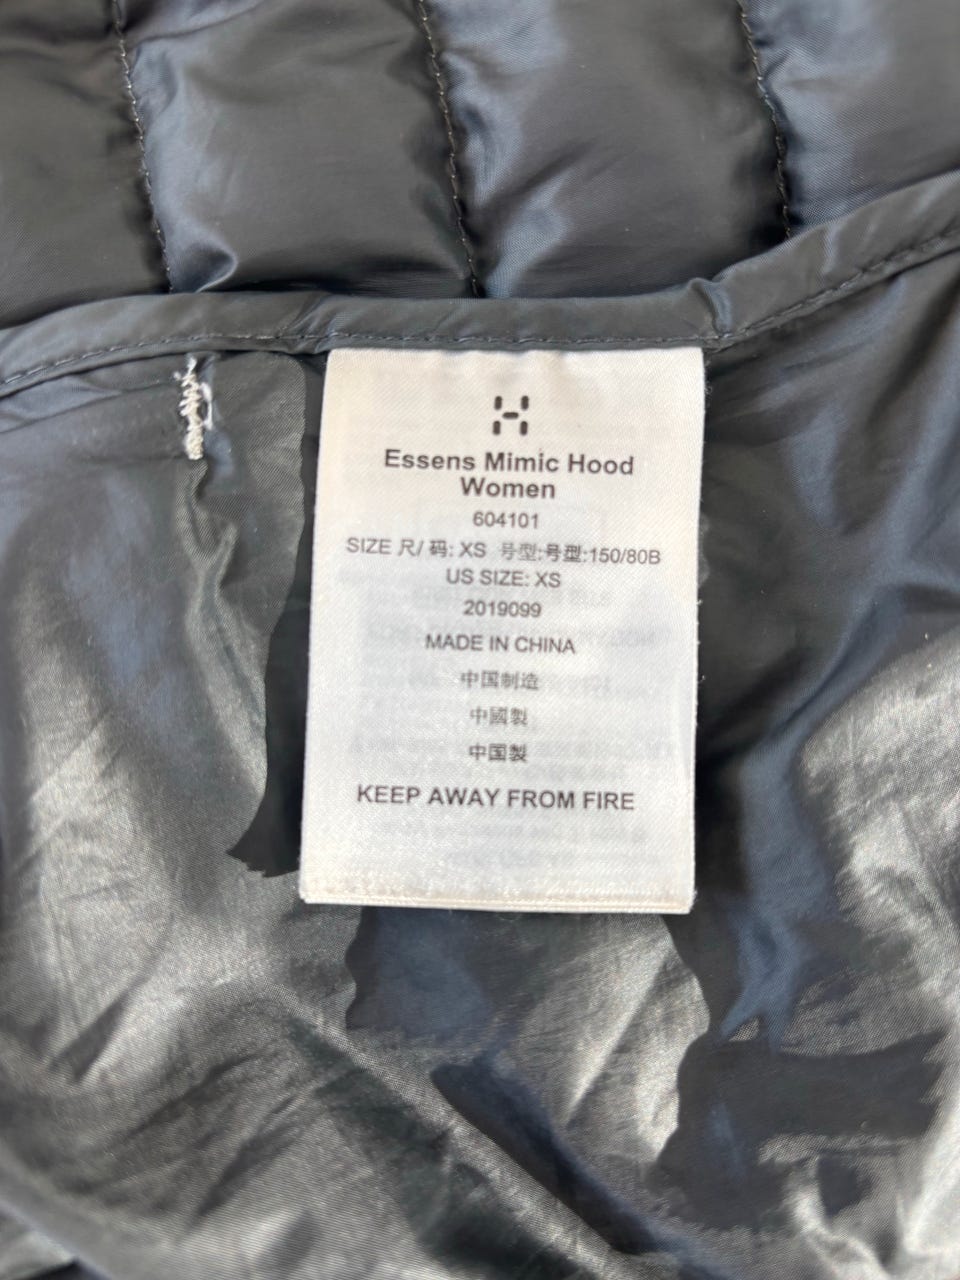 Essens Mimic Hood
Women
604101
SIZE 尺/ 码: XS 号型:号型:150/80B
US SIZE: XS
2019099
MADE IN CHINA
中国制造
中國製
中国製
KEEP AWAY FROM FIRE